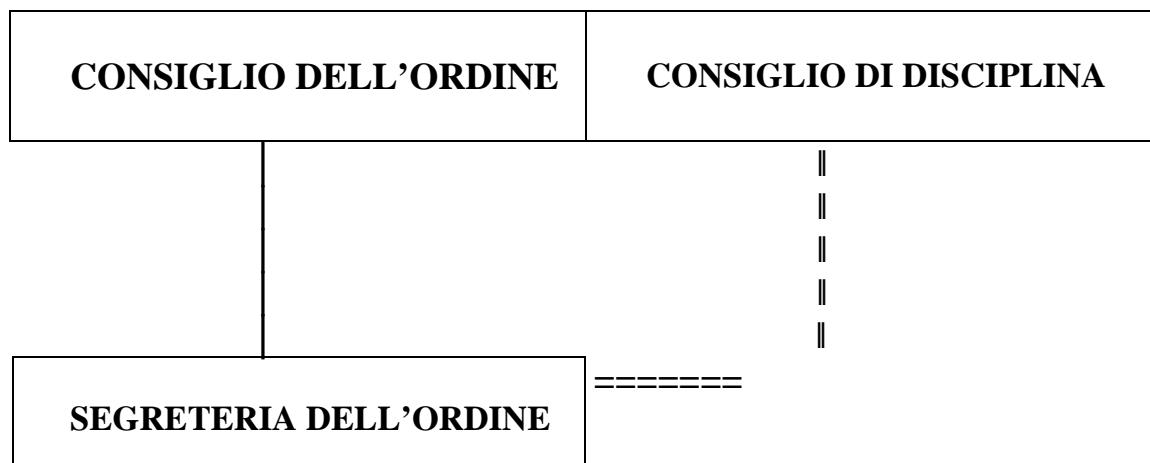 CONSIGLIO DELL’ORDINE
CONSIGLIO DI DISCIPLINA
SEGRETERIA DELL’ORDINE